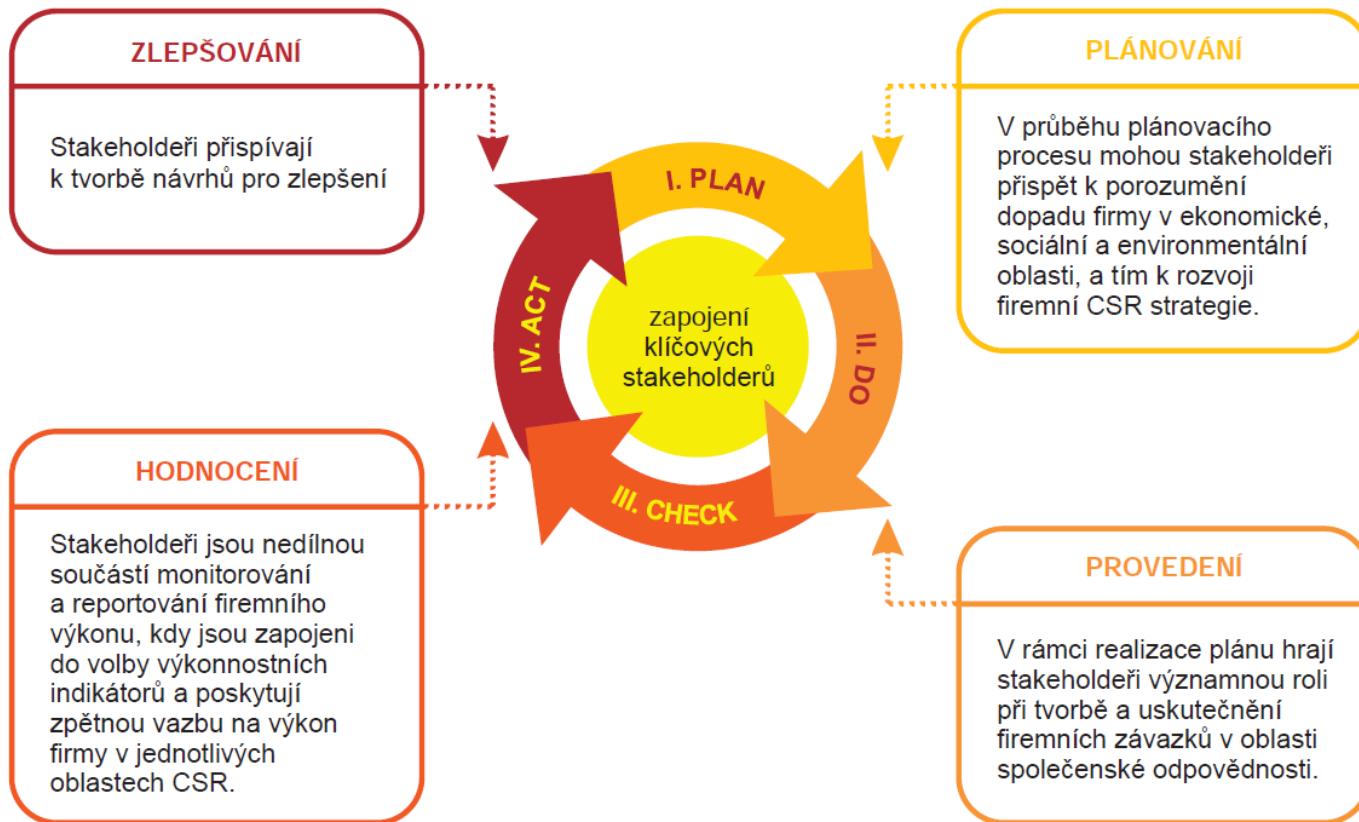 ZLEPŠOVÁNÍ
Stakeholdeři přispívají
k tvorbě návrhů pro zlepšení
PLÁNOVÁNÍ
V průběhu plánovacího
procesu mohou stakeholdeři
přispět k porozumění
dopadu firmy v ekonomické,
sociální a environmentální
oblasti, a tím k rozvoji
firemní CSR strategie.
I. PLAN
II. DO
III. CHECK
IV. ACT
zapojení
klíčových
stakeholderů
HODNOCENÍ
Stakeholdeři jsou nedílnou
součástí monitorování
a reportování firemního
výkonu, kdy jsou zapojeni
do volby výkonnostních
indikátorů a poskytují
zpětnou vazbu na výkon
firmy v jednotlivých
oblastech CSR.
PROVEDENÍ
V rámci realizace plánu hrají
stakeholdeři významnou roli
při tvorbě a uskutečnění
firemních závazků v oblasti
společenské odpovědnosti.